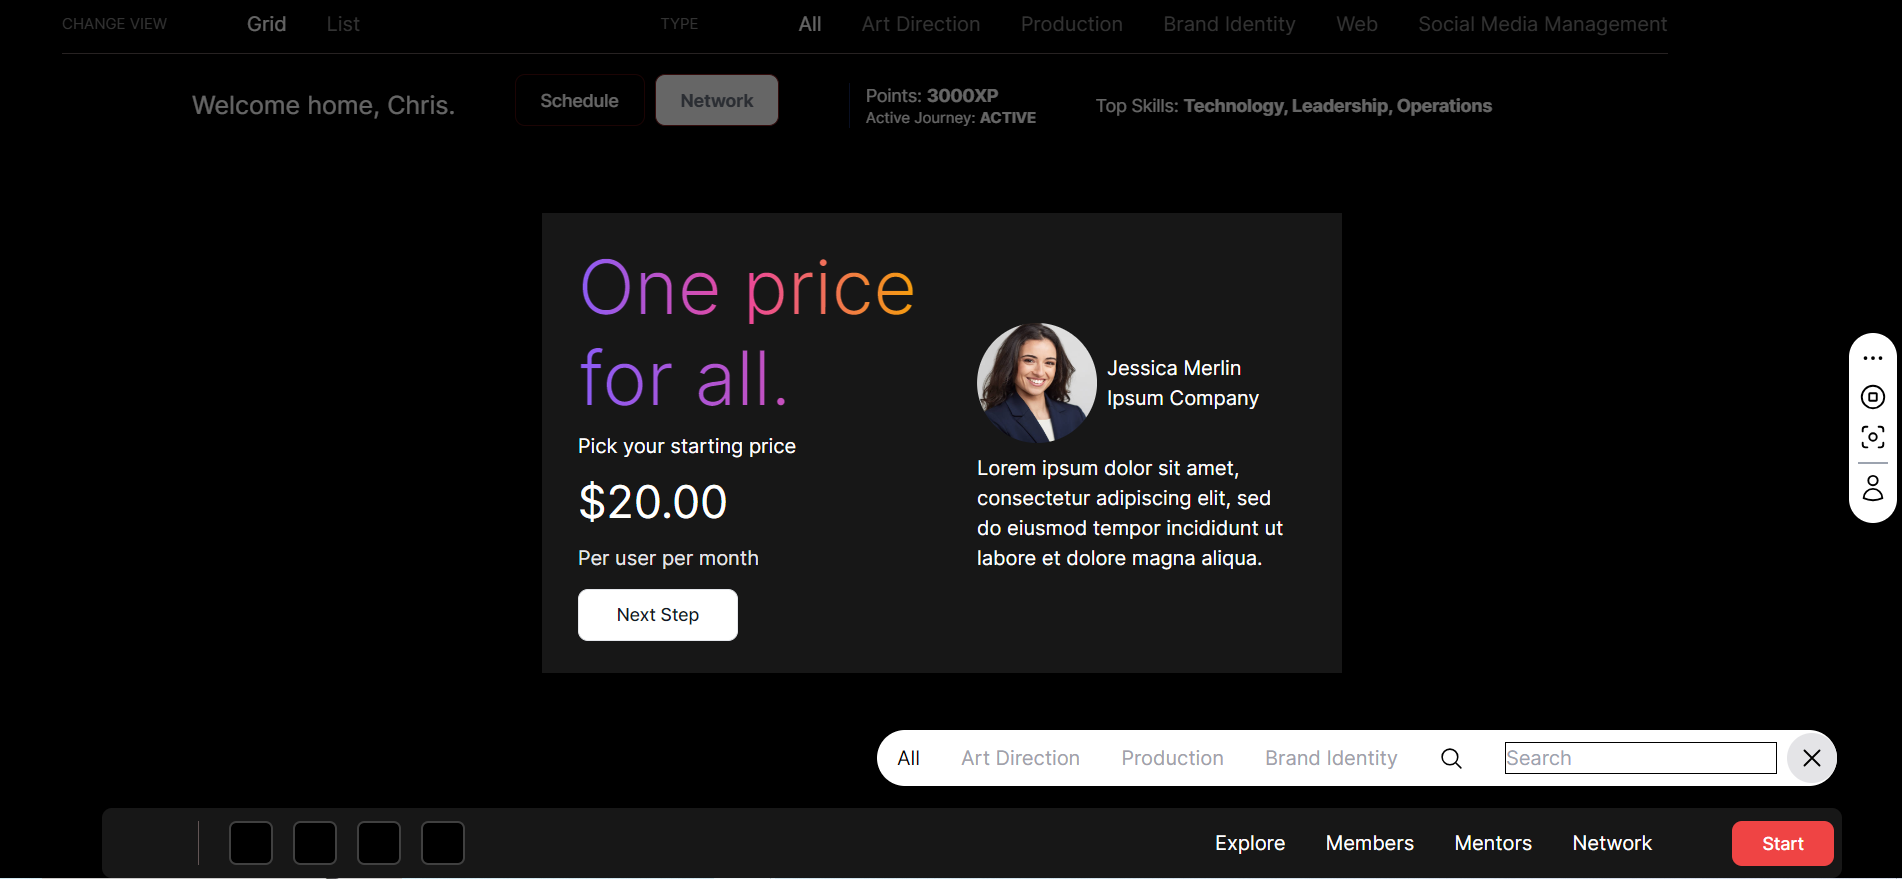 CHANGE VIEW Grid List TYPE All Art Direction Production Brand Identity Web Social Media Management
Welcome home, Chris. Schedule Network
Points: 3000XP
Active Journey: ACTIVE
Top Skills: Technology, Leadership, Operations
One price
for all.
Pick your starting price
$20.00
Per user per month
Next Step
Jessica Merlin
Ipsum Company
Lorem ipsum dolor sit amet,
consectetur adipiscing elit, sed
do eiusmod tempor incididunt ut
labore et dolore magna aliqua.
All Art Direction Production Brand Identity Search
Explore Members Mentors Network Start